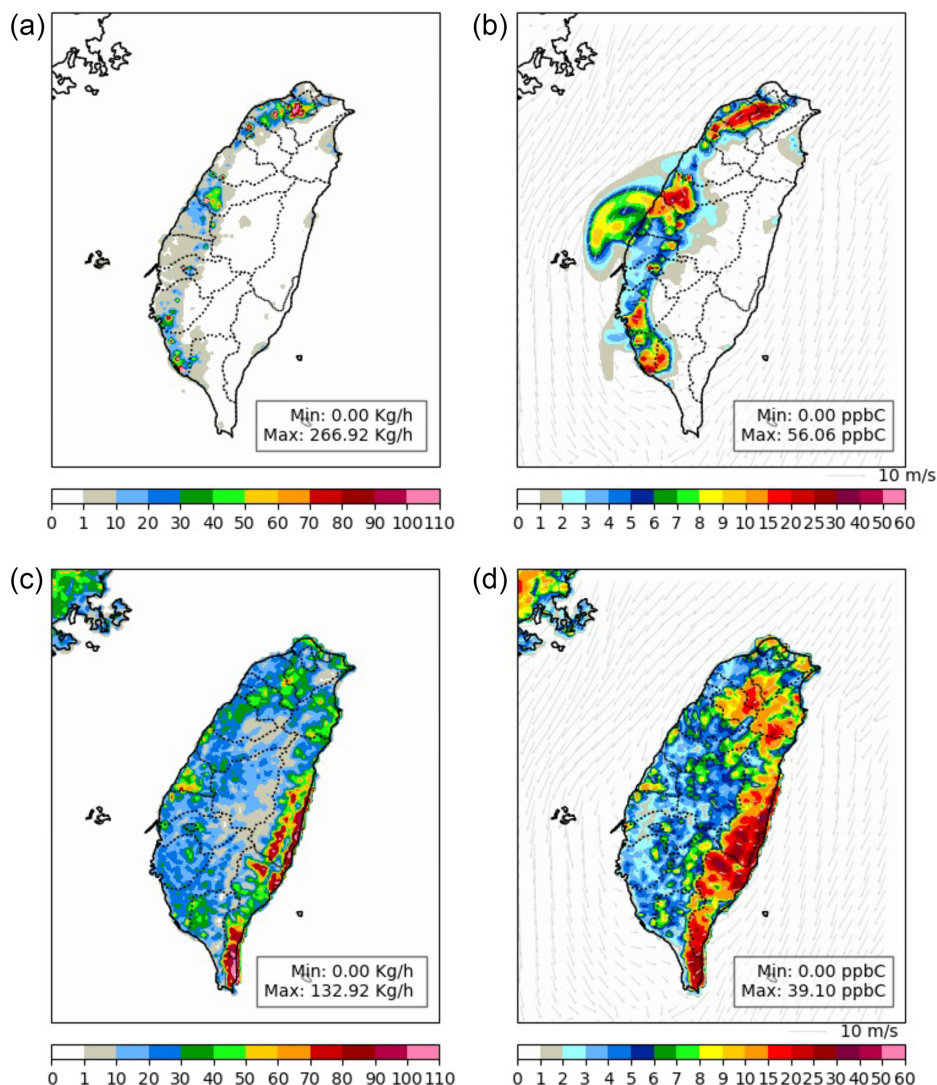 (a)
(b)
Min: 0.00 Kg/h
Max: 266.92 Kg/h
Min: 0.00 ppbC
Max: 56.06 ppbC
10 m/s
0 1 10 20 30 40 50 60 70 80 90 100 110
0 1 2 3 4 5 6 7 8 9 10 15 20 25 30 40 50 60
(c)
(d)
Min: 0.00 Kg/h
Max: 132.92 Kg/h
Min: 0.00 ppbC
Max: 39.10 ppbC
10 m/s
0 1 10 20 30 40 50 60 70 80 90 100 110
0 1 2 3 4 5 6 7 8 9 10 15 20 25 30 40 50 60